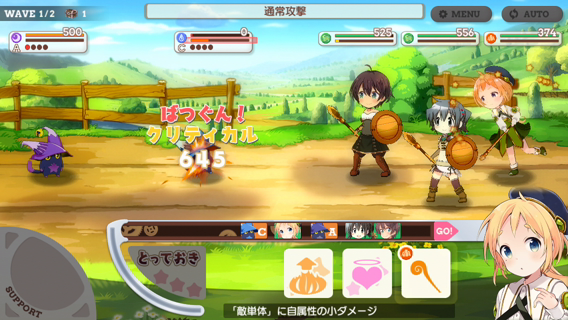 WAVE 1/2 1
通常攻撃
MENU
AUTO
500
A
0
C
525
556
374
ばつぐん!
クリティカル
645
C
A
GO!
とっておき
SUPPORT
「敵単体」に自属性の小ダメージ